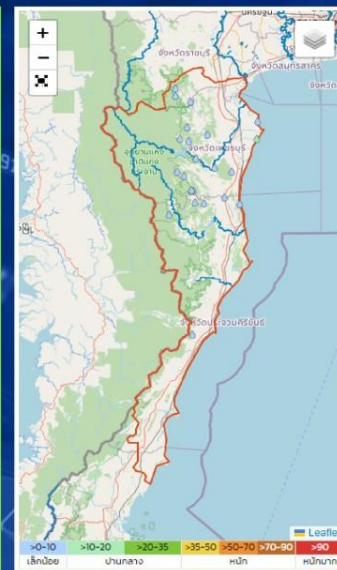 +
−
จังหวัดราชบุรี
จังหวัดสมุทรสาคร
จังหวัดเพชรบุรี
จังหวัดประจวบคีรีขันธ์
Leafle
>0-10 >10-20 >20-35 >35-50 >50-70 >70-90 >90
เล็กน้อย ปานกลาง หนัก หนักมาก